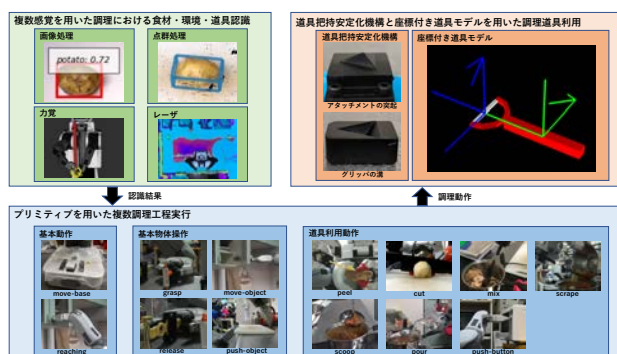 複数感覚を用いた調理における食材・環境・道具認識
画像処理
点群処理
potato: 0.72
力覚
レーザ
道具把持安定化機構と座標付き道具モデルを用いた調理道具利用
道具把持安定化機構
座標付き道具モデル
アタッチメントの突起
グリッパの溝
認識結果
調理動作
プリミティブを用いた複数調理工程実行
基本動作
基本物体操作
道具利用動作
move-base
grasp
move-object
peel
cut
mix
scrape
reaching
release
push-object
scoop
pour
push-button